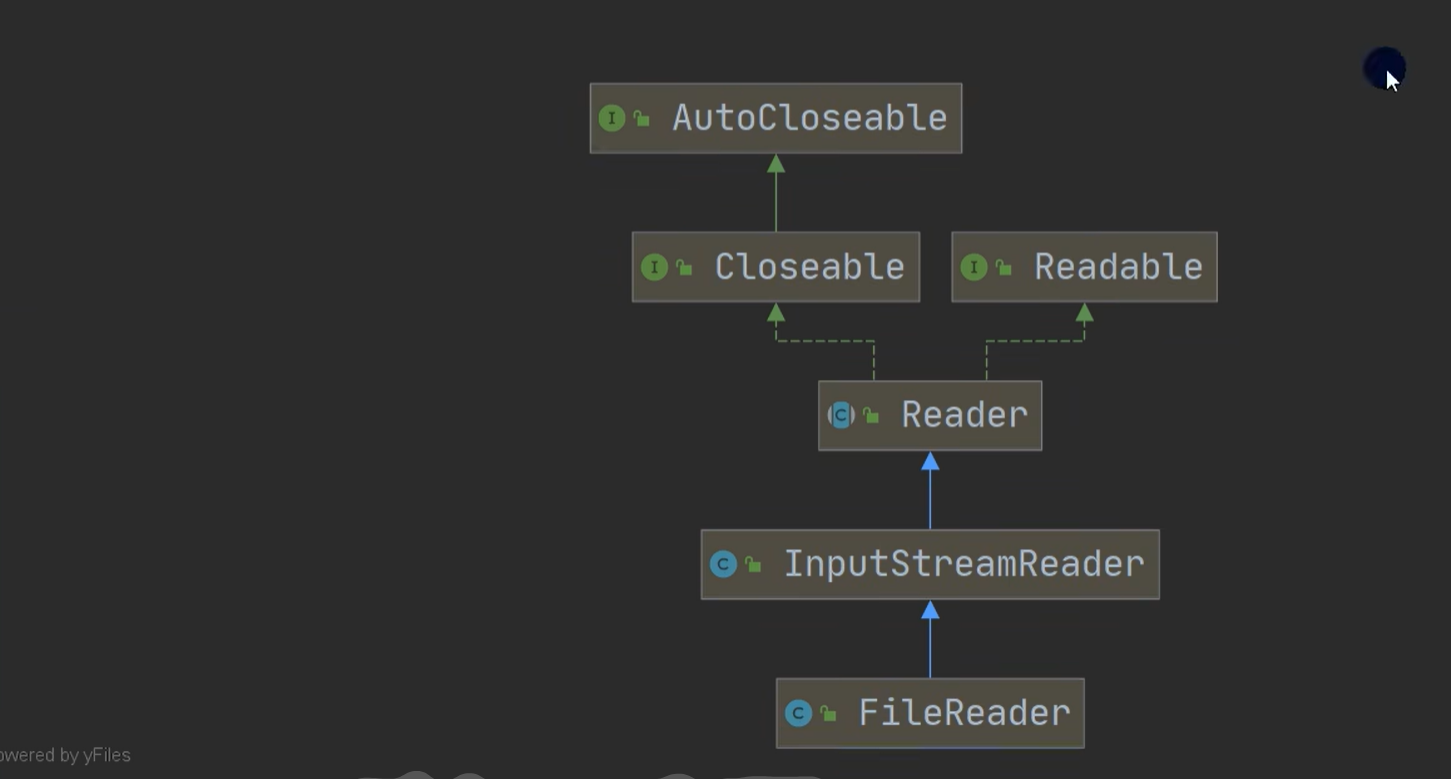 AutoCloseable
Closeable
Readable
Reader
InputStreamReader
FileReader
owered by yFiles